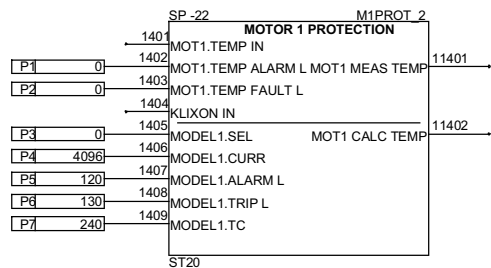 SP -22 M1PROT_2
MOTOR 1 PROTECTION
1401 MOT1.TEMP IN
P1 0 1402 MOT1.TEMP ALARM L MOT1 MEAS TEMP 11401
P2 0 1403 MOT1.TEMP FAULT L
1404 KLIXON IN
P3 0 1405 MODEL1.SEL MOT1 CALC TEMP 11402
P4 4096 1406 MODEL1.CURR
P5 120 1407 MODEL1.ALARM L
P6 130 1408 MODEL1.TRIP L
P7 240 1409 MODEL1.TC
ST20